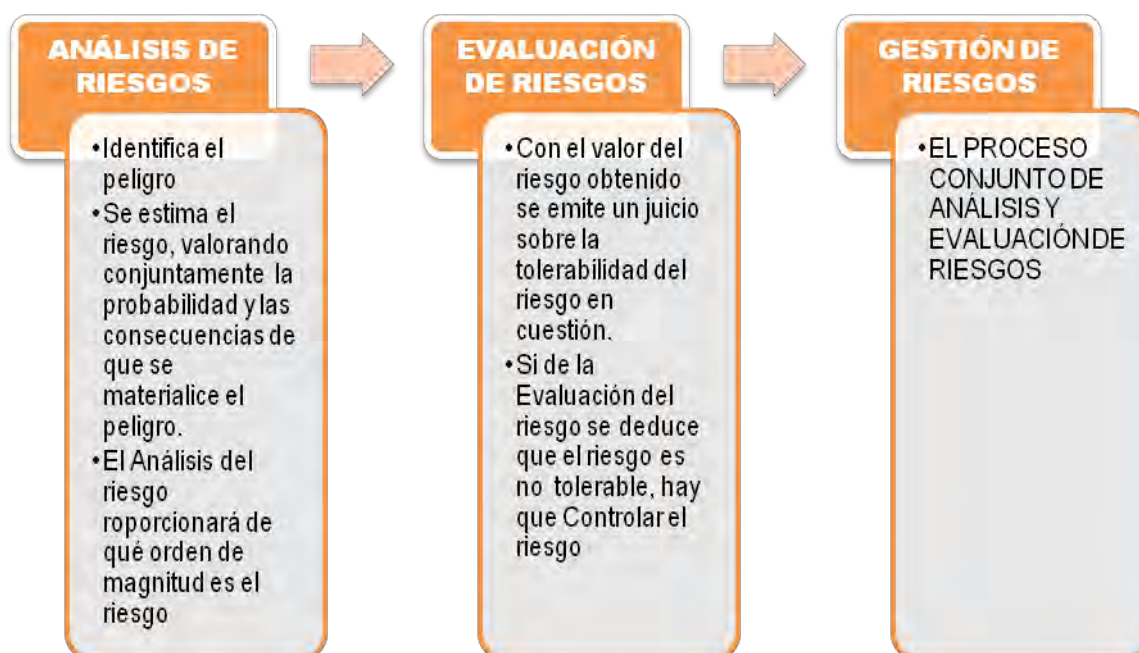 ANÁLISIS DE
RIESGOS
•Identifica el
peligro
•Se estima el
riesgo, valorando
conjuntamente la
probabilidad y las
consecuencias de
que se
materialice el
peligro.
•El Análisis del
riesgo
roporcionará de
qué orden de
magnitud es el
riesgo
EVALUACIÓN
DE RIESGOS
•Con el valor del
riesgo obtenido
se emite un juicio
sobre la
tolerabilidad del
riesgo en
cuestión.
•Si de la
Evaluación del
riesgo se deduce
que el riesgo es
no tolerable, hay
que Controlar el
riesgo
GESTIÓN DE
RIESGOS
•EL PROCESO
CONJUNTO DE
ANÁLISIS Y
EVALUACIÓN DE
RIESGOS